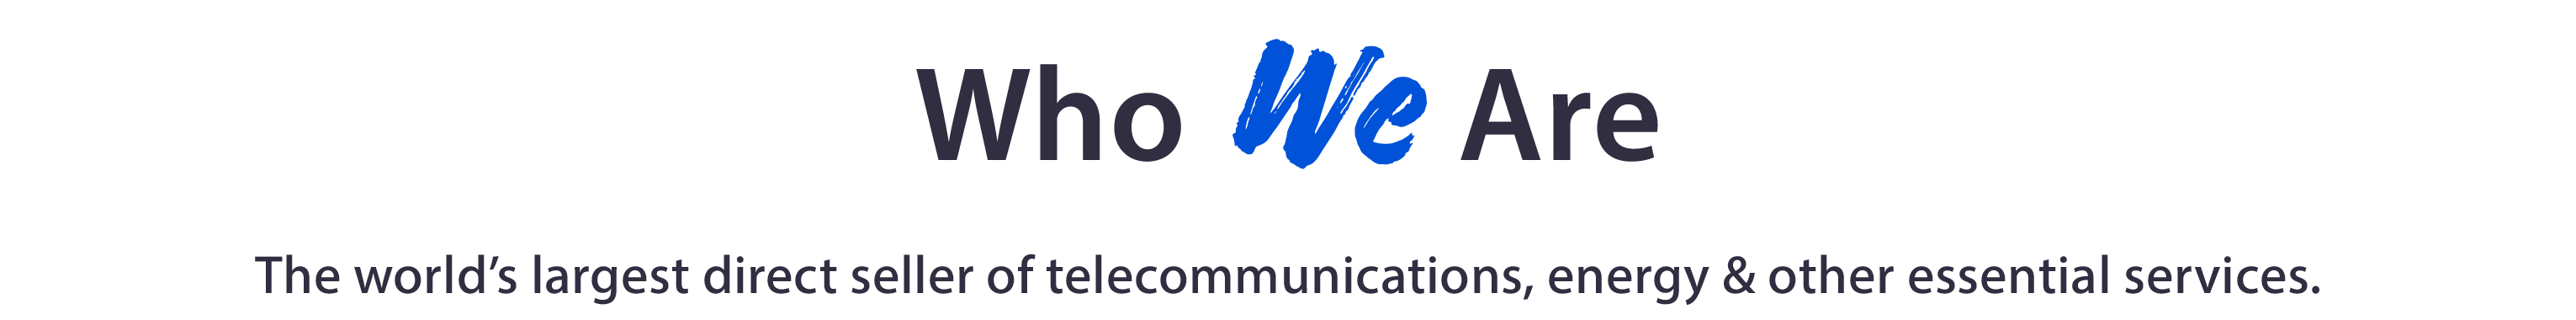 Who We Are
The world’s largest direct seller of telecommunications, energy & other essential services.